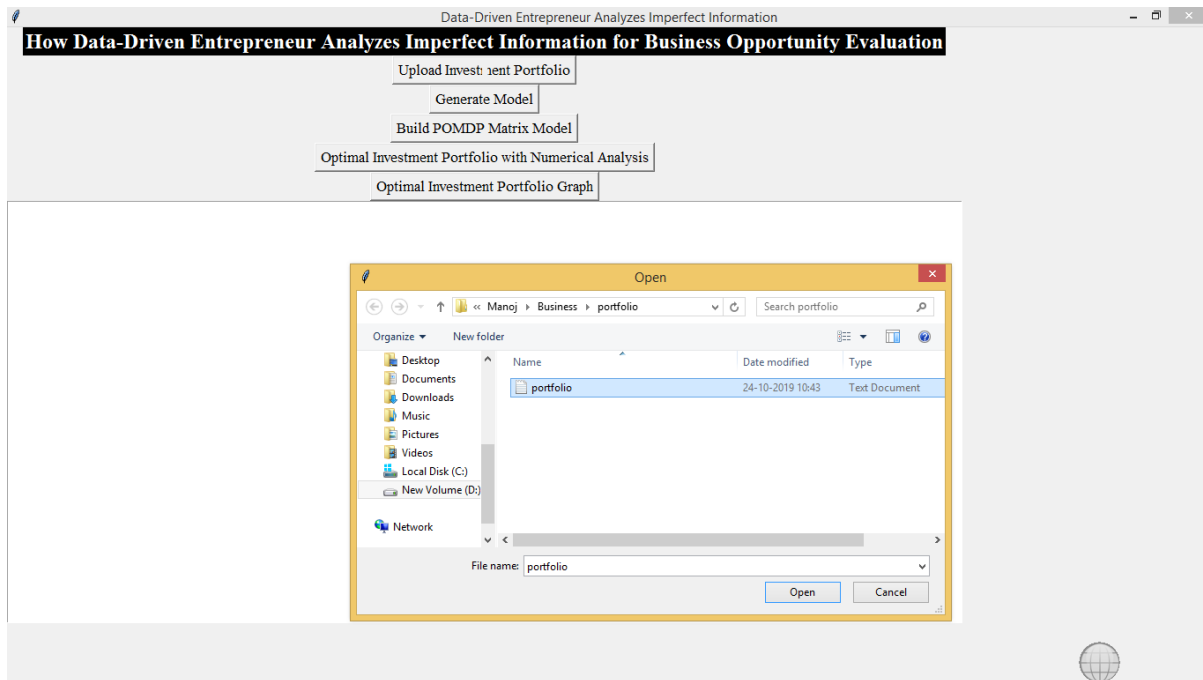 Data-Driven Entrepreneur Analyzes Imperfect Information
How Data-Driven Entrepreneur Analyzes Imperfect Information for Business Opportunity Evaluation
Upload Investment Portfolio
Generate Model
Build POMDP Matrix Model
Optimal Investment Portfolio with Numerical Analysis
Optimal Investment Portfolio Graph
Open
« Manoj Business portfolio Search portfolio
Organize New folder
Desktop Name Date modified Type
Documents portfolio 24-10-2019 10:43 Text Document
Downloads
Music
Pictures
Videos
Local Disk (C:)
New Volume (D:)
Network
File name: portfolio
Open Cancel